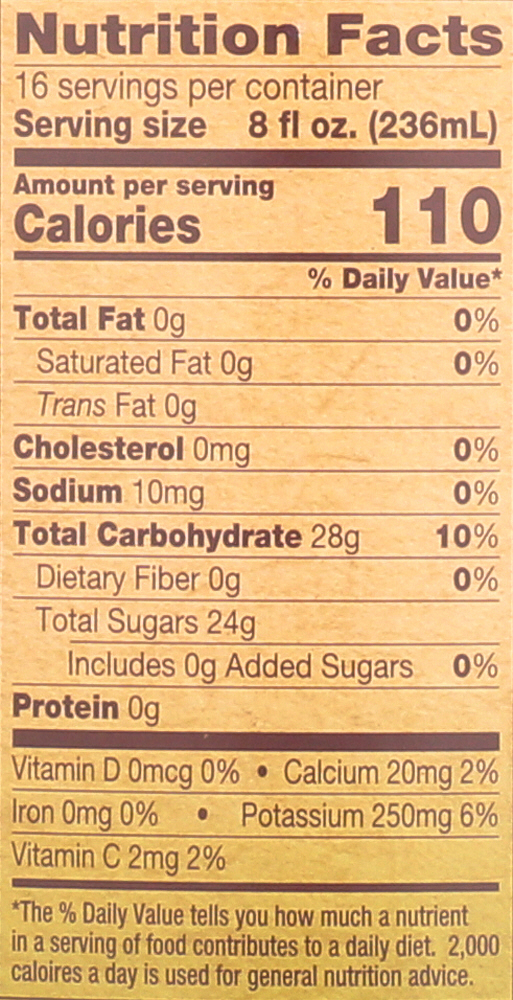 Nutrition Facts
16 servings per container
Serving size 8 fl oz. (236mL)
Amount per serving
Calories 110
% Daily Value*
Total Fat 0g 0%
Saturated Fat 0g 0%
Trans Fat 0g
Cholesterol 0mg 0%
Sodium 10mg 0%
Total Carbohydrate 28g 10%
Dietary Fiber 0g 0%
Total Sugars 24g
Includes 0g Added Sugars 0%
Protein 0g
Vitamin D 0mcg 0% • Calcium 20mg 2%
Iron 0mg 0% • Potassium 250mg 6%
Vitamin C 2mg 2%
*The % Daily Value tells you how much a nutrient
in a serving of food contributes to a daily diet. 2,000
caloires a day is used for general nutrition advice.